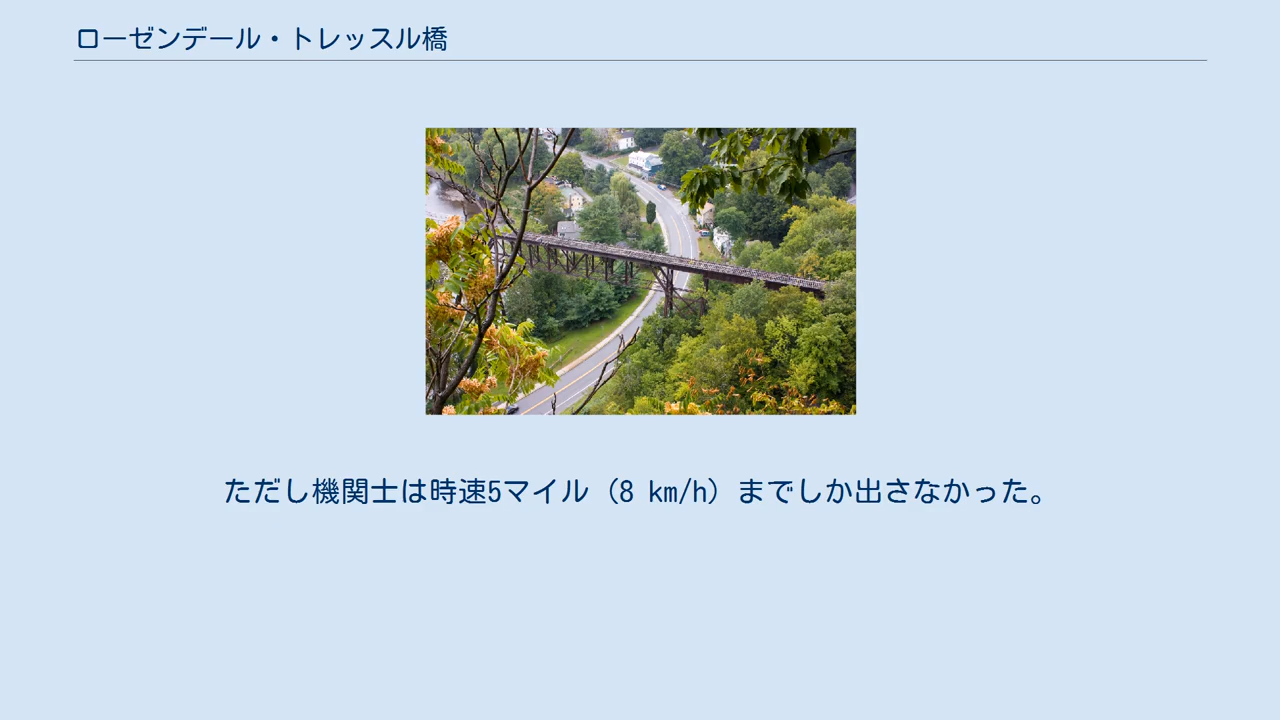 ローゼンデール・トレッスル橋
ただし機関士は時速5マイル（8 km/h）までしか出さなかった。